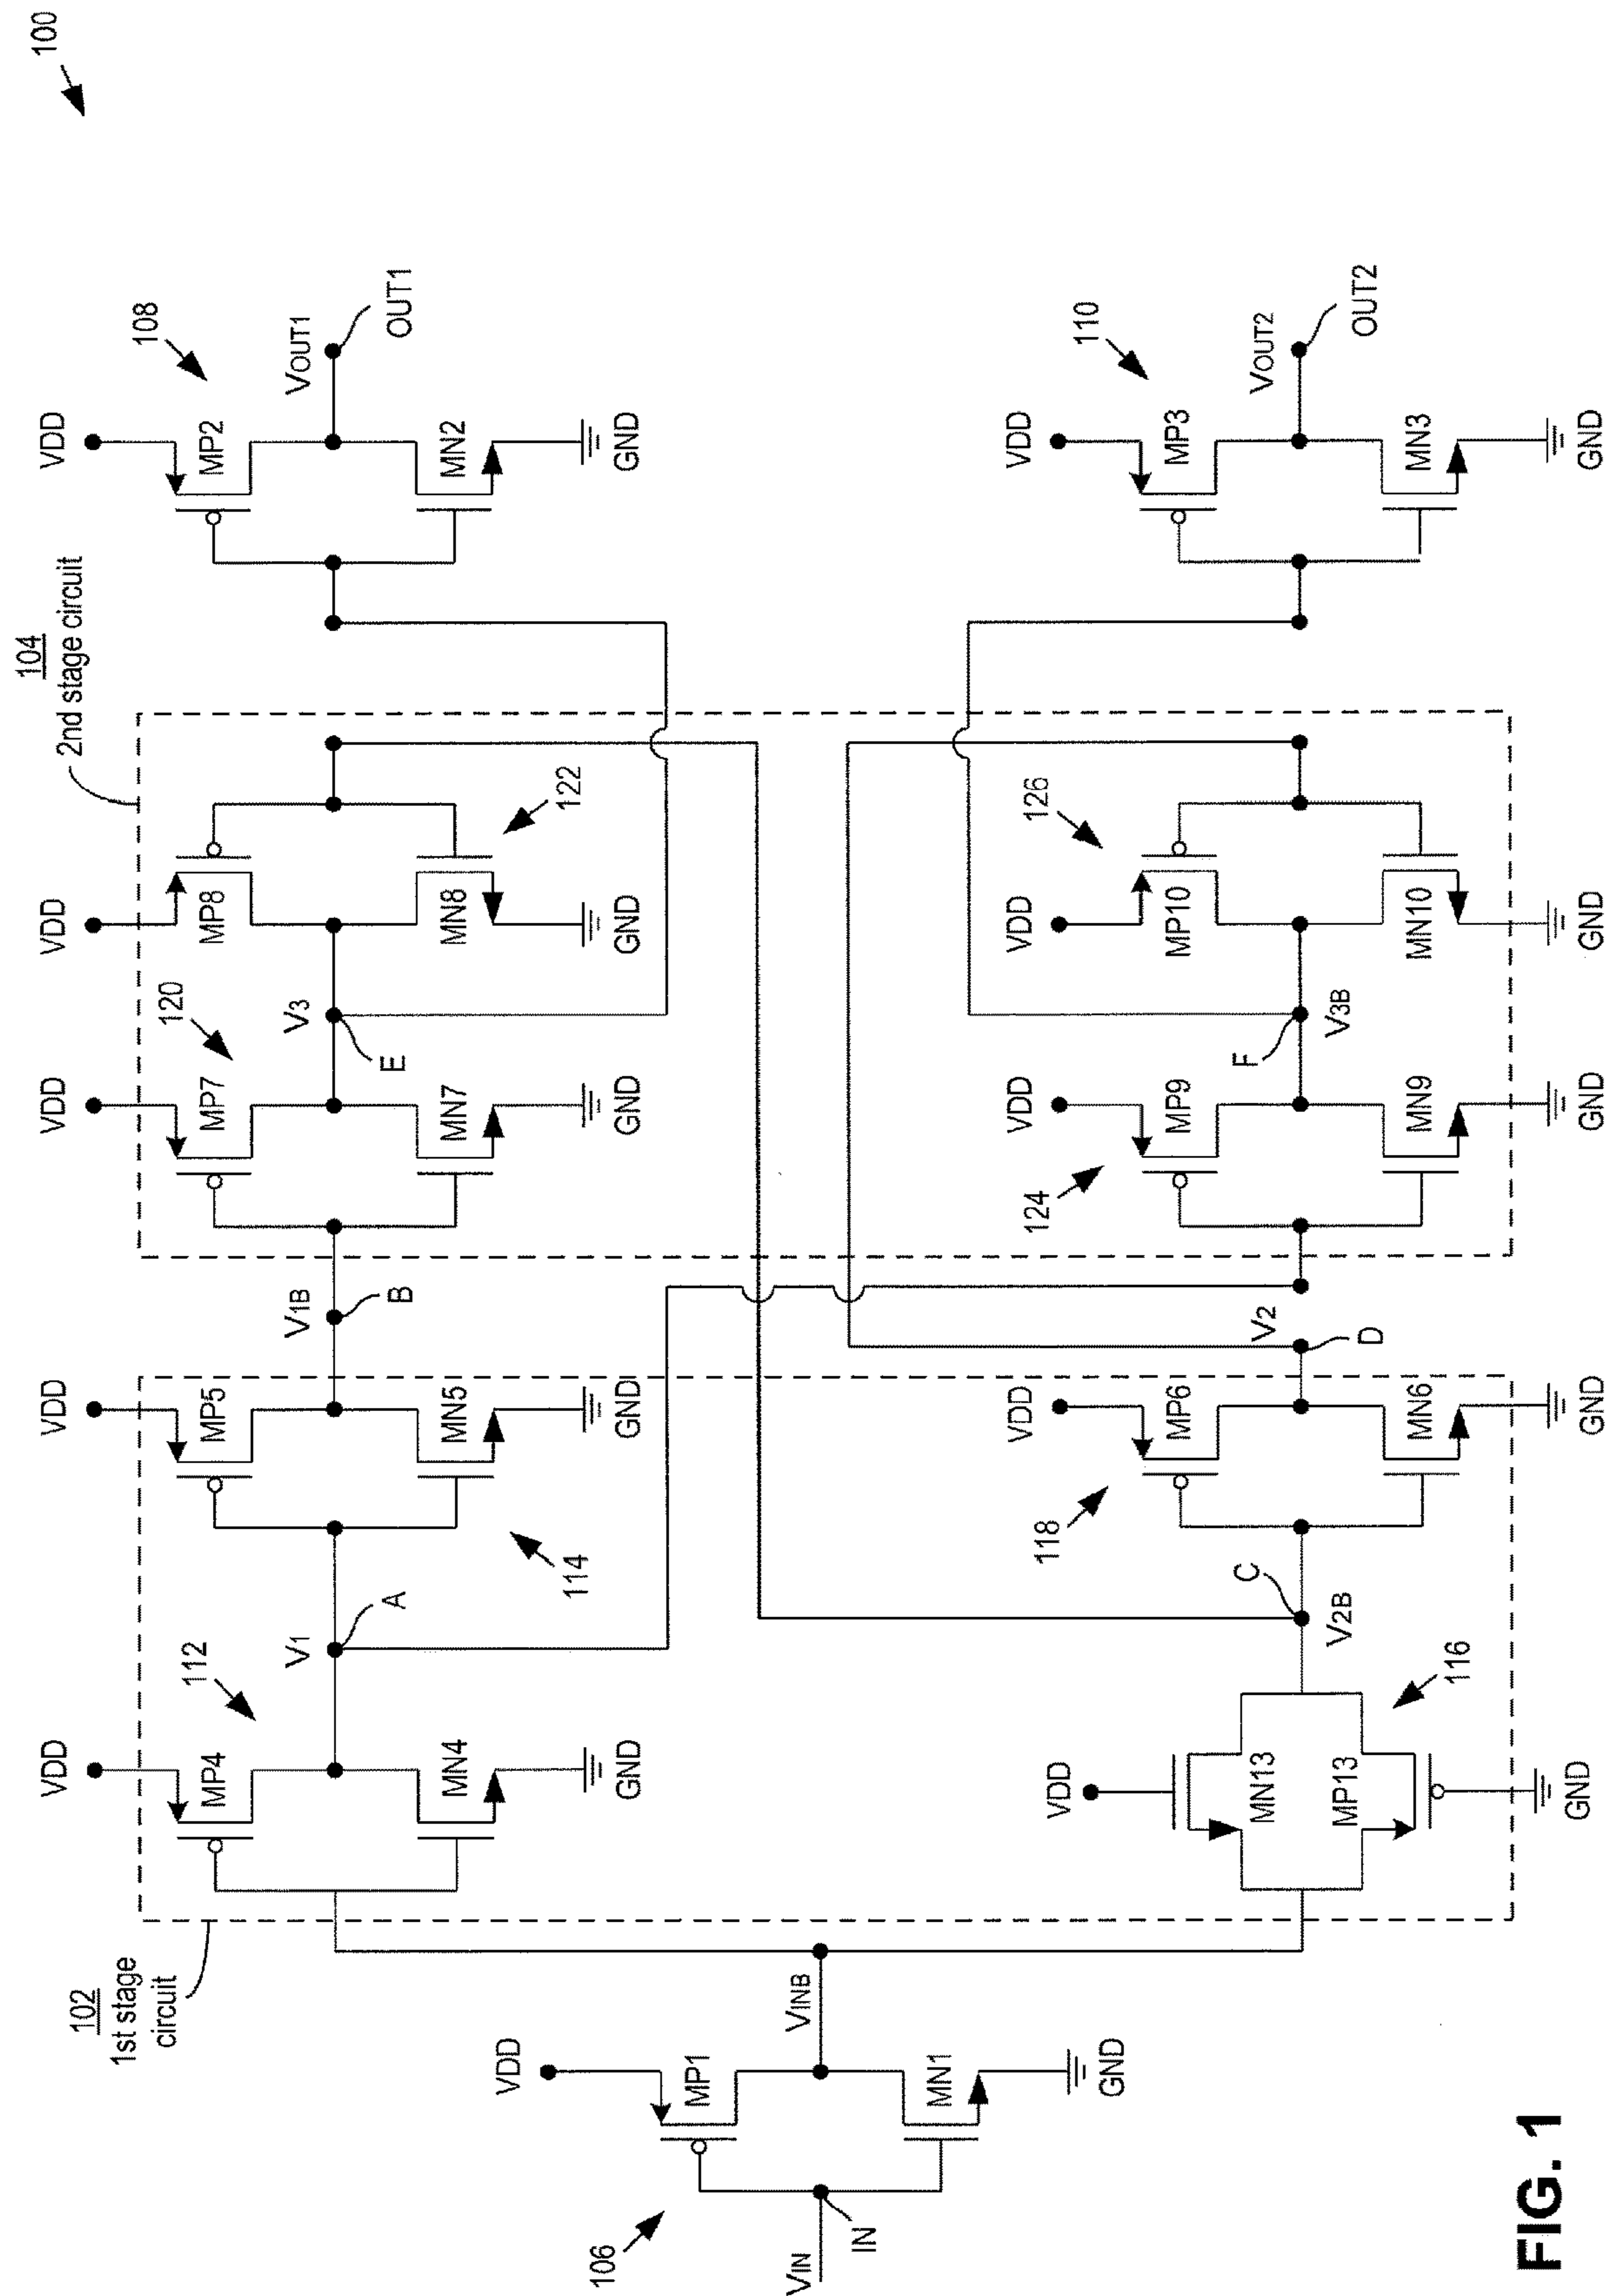 100
104
2nd stage circuit
102
1st stage
circuit
VDD
VDD
VDD
VDD
VDD
112
MP4
V1
A
MN4
GND
114
MP5
MN5
GND
V1B
B
120
MP7
MN7
GND
V3
E
MP8
MN8
GND
122
108
MP2
MN2
GND
VOUT1
OUT1
106
VIN
IN
VDD
MP1
MN1
GND
VINB
VDD
MN13
MP13
GND
116
C
V2B
118
VDD
MP6
MN6
GND
V2
D
124
VDD
MP9
MN9
GND
F
V3B
126
VDD
MP10
MN10
GND
110
VDD
MP3
MN3
GND
VOUT2
OUT2
FIG. 1